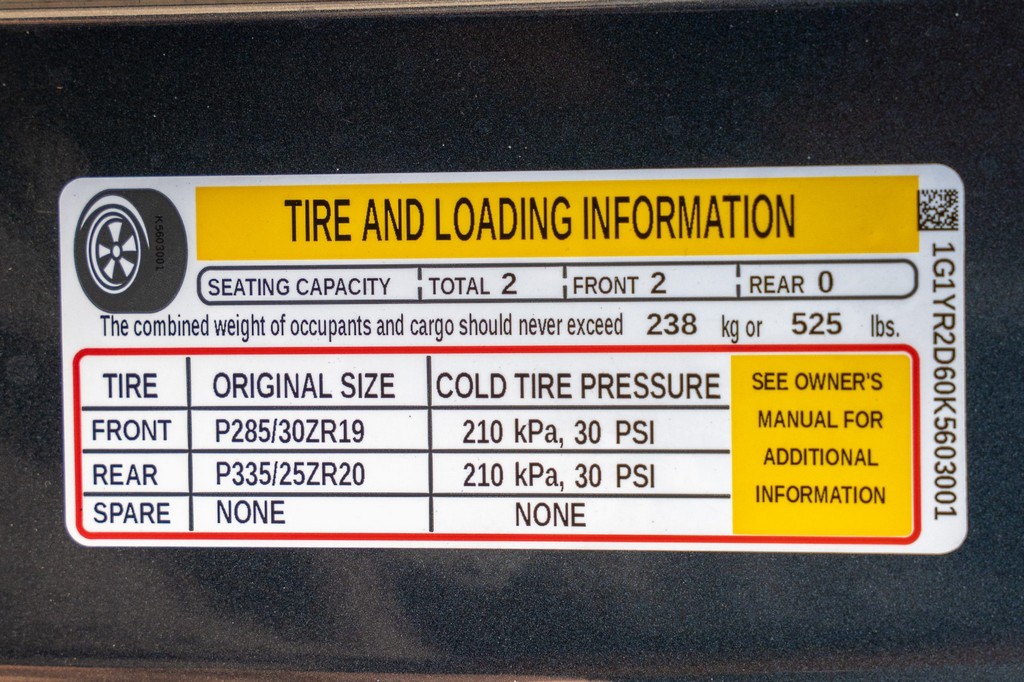 TIRE AND LOADING INFORMATION
K5603001
SEATING CAPACITY TOTAL 2 FRONT 2 REAR 0
The combined weight of occupants and cargo should never exceed 238 kg or 525 lbs.
TIRE ORIGINAL SIZE COLD TIRE PRESSURE
FRONT P285/30ZR19 210 kPa, 30 PSI
REAR P335/25ZR20 210 kPa, 30 PSI
SPARE NONE NONE
SEE OWNER'S
MANUAL FOR
ADDITIONAL
INFORMATION
1G1YR2D60K5603001